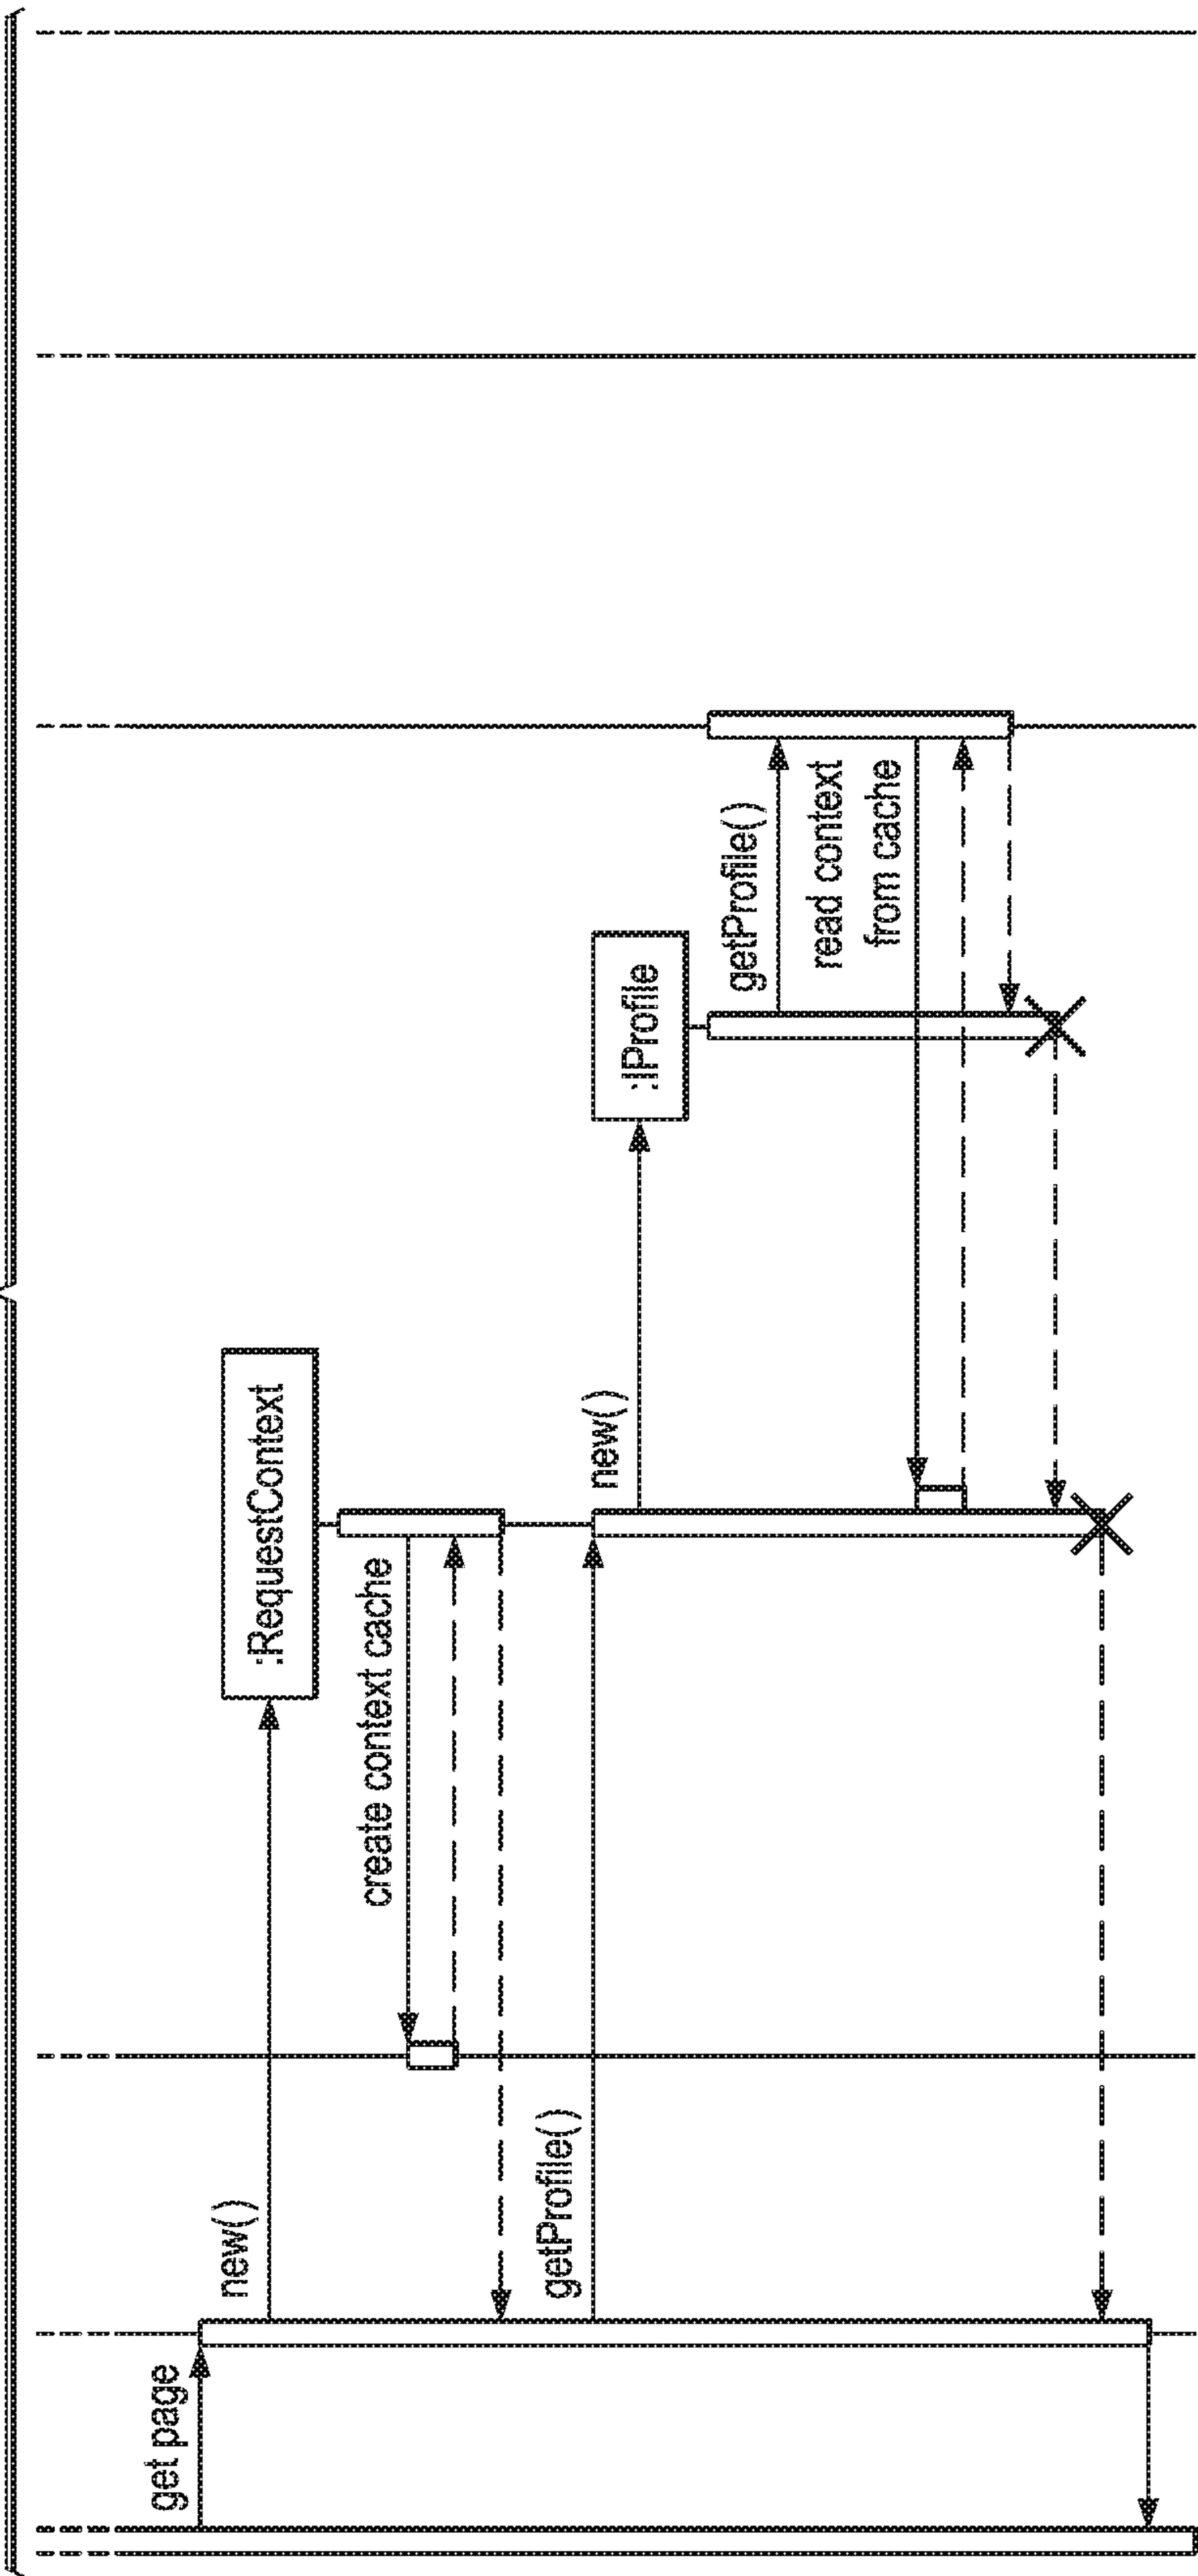 get page
new()
:RequestContext
create context cache
getProfile()
new()
:IProfile
getProfile()
read context
from cache